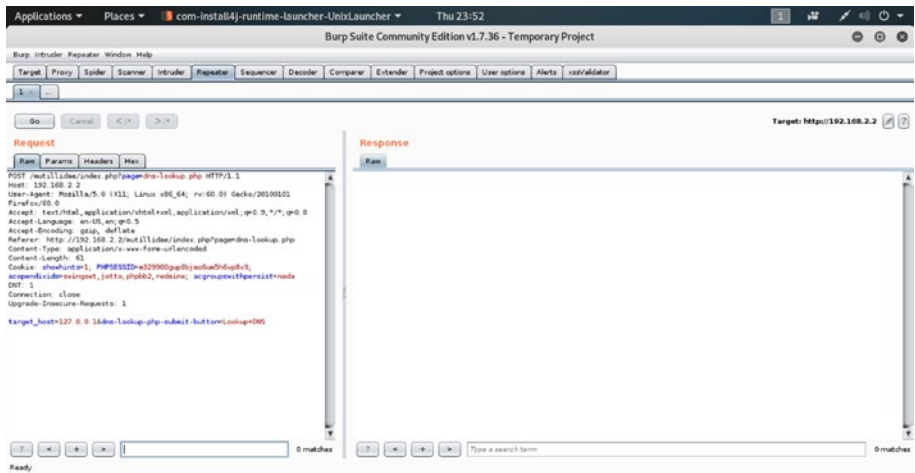 Applications Places com-install4j-runtime-launcher-UnixLauncher Thu 23:52 1
Burp Suite Community Edition v1.7.36 - Temporary Project
Burp Intruder Repeater Window Help
Target Proxy Spider Scanner Intruder Repeater Sequencer Decoder Comparer Extender Project options User options Alerts xssValidator
1 × ...
Go Cancel < > Target: http://192.168.2.2 ?
Request
Raw Params Headers Hex
POST /mutillidae/index.php?page=dns-lookup.php HTTP/1.1
Host: 192.168.2.2
User-Agent: Mozilla/5.0 (X11; Linux x86_64; rv:60.0) Gecko/20100101
Firefox/60.0
Accept: text/html,application/xhtml+xml,application/xml;q=0.9,*/*;q=0.8
Accept-Language: en-US,en;q=0.5
Accept-Encoding: gzip, deflate
Referer: http://192.168.2.2/mutillidae/index.php?page=dns-lookup.php
Content-Type: application/x-www-form-urlencoded
Content-Length: 61
Cookie: showhints=1;
acopendivids=swingset,jotto,phpbb2,redmine; acgroupswithpersist=nada
DNT: 1
Connection: close
Upgrade-Insecure-Requests: 1
target_host=127.0.0.1&dns-lookup-php-submit-button=Lookup+DNS
? < + > 0 matches
Response
Raw
? < + > Type a search term 0 matches
Ready